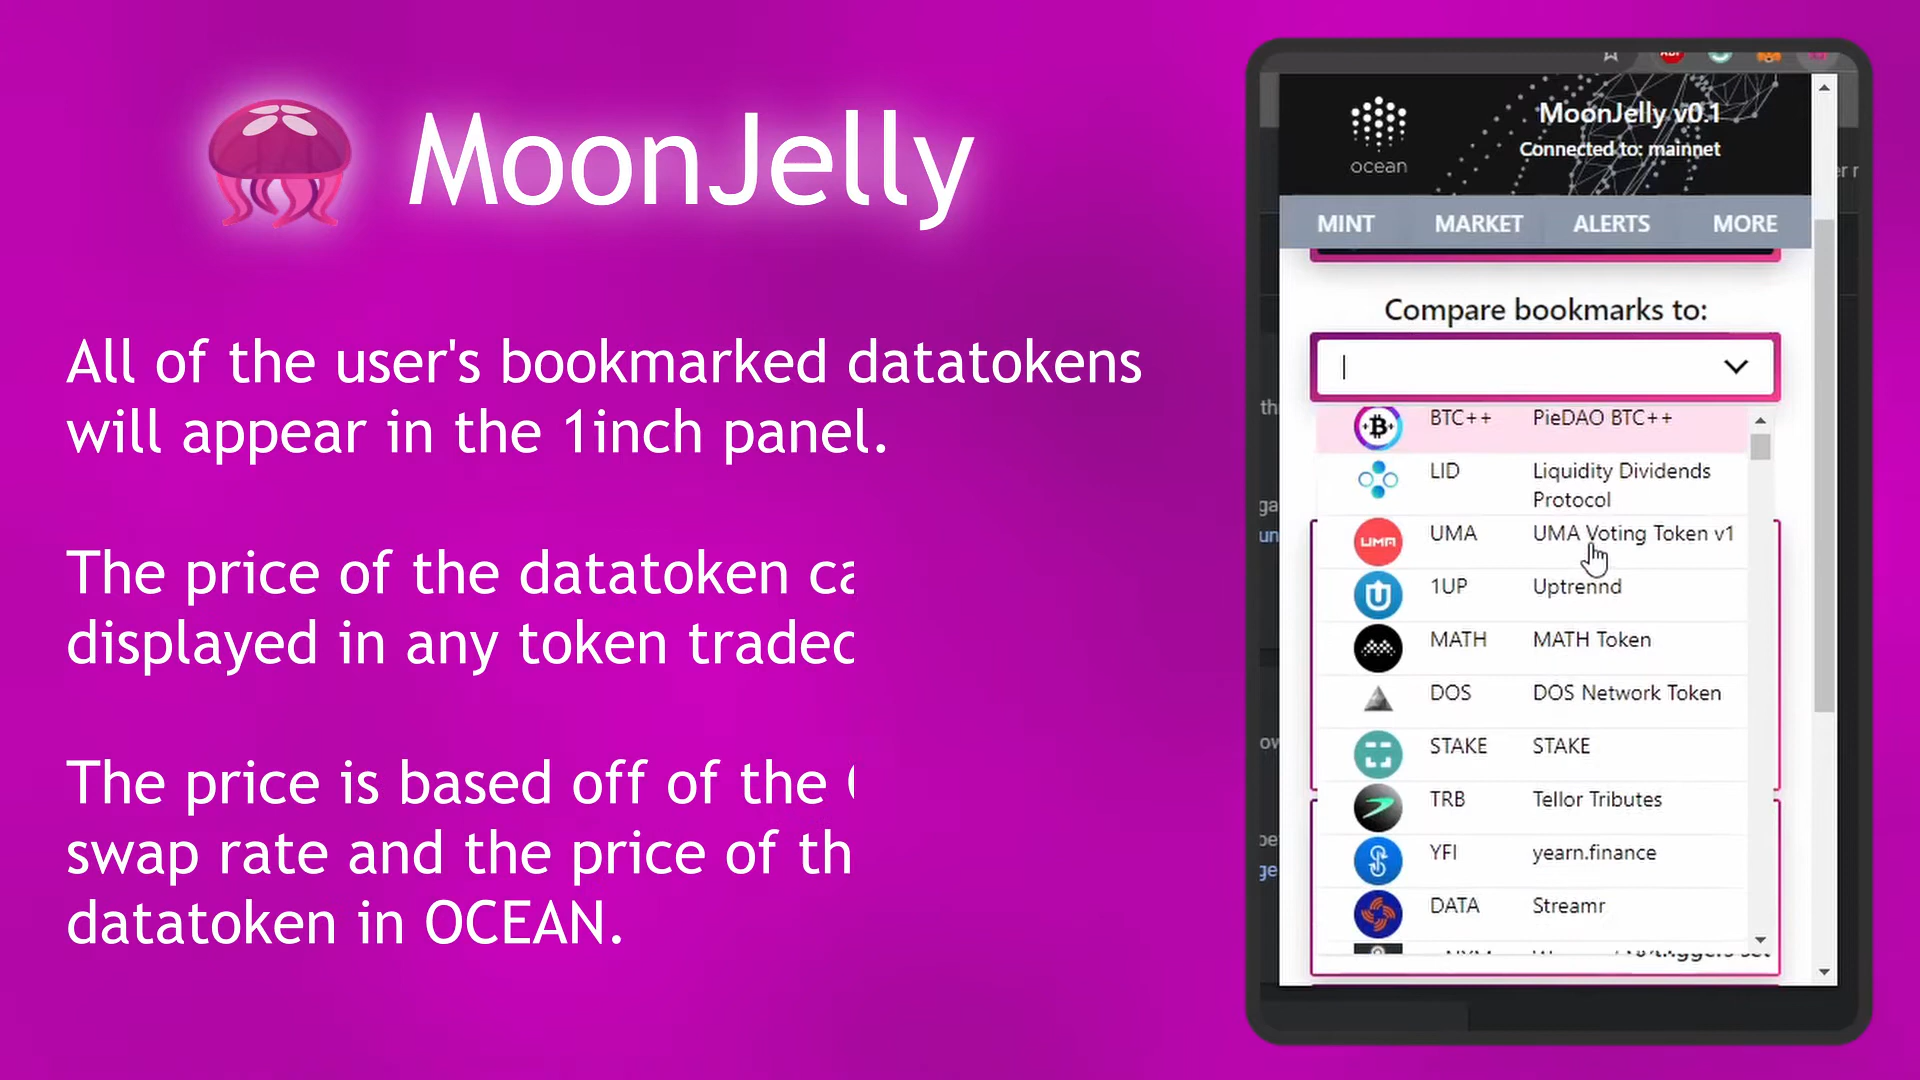 MoonJelly
All of the user's bookmarked datatokens
will appear in the 1inch panel.
The price of the datatoken
displayed in any token
The price is based off of the
swap rate and the price of
datatoken in OCEAN.
ocean
MoonJelly v0.1
Connected to: mainnet
MINT MARKET ALERTS MORE
Compare bookmarks to:
BTC++ PieDAO BTC++
LID Liquidity Dividends
Protocol
UMA UMA Voting Token v1
1UP Uptrennd
MATH MATH Token
DOS DOS Network Token
STAKE STAKE
TRB Tellor Tributes
YFI yearn.finance
DATA Streamr